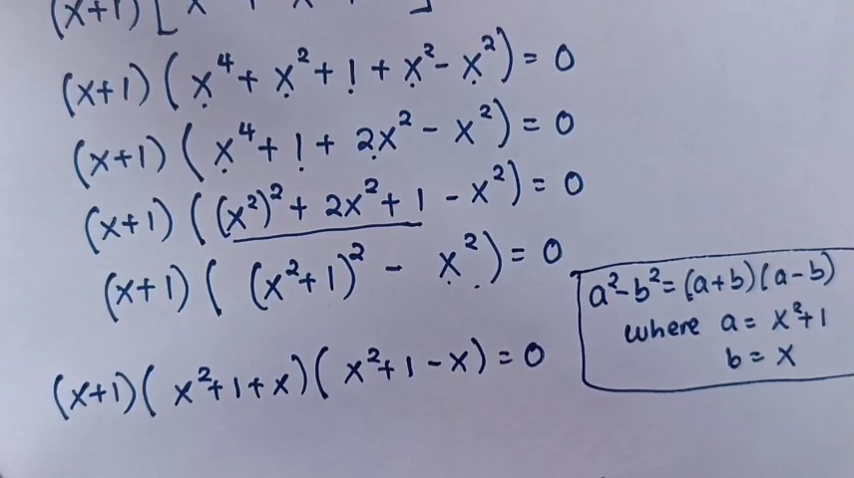 (x+1) [ x
(x+1) ( x⁴ + x² + 1 + x² - x² ) = 0
(x+1) ( x⁴ + 1 + 2x² - x² ) = 0
(x+1) ( (x²)² + 2x² + 1 - x² ) = 0
(x+1) ( (x²+1)² - x² ) = 0
a²-b² = (a+b)(a-b)
where a = x²+1
b = x
(x+1) ( x²+1+x ) ( x²+1-x ) = 0